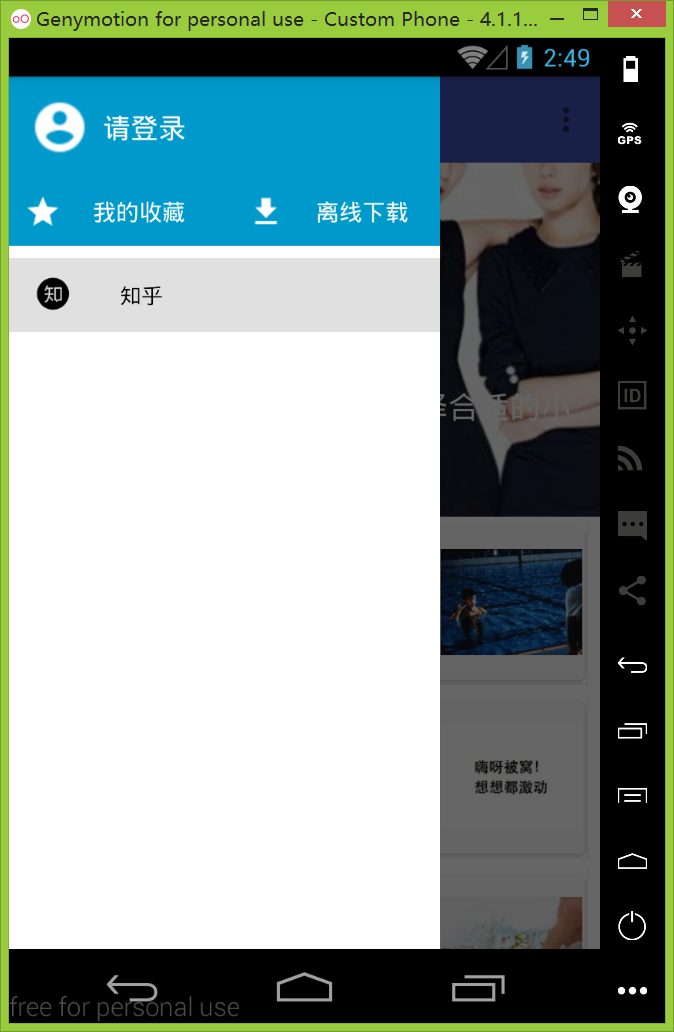 Genymotion for personal use - Custom Phone - 4.1.1...
2:49
请登录
GPS
我的收藏 离线下载
知 知乎
ID
择合适的小
嗨呀被窝!
想想都激动
free for personal use